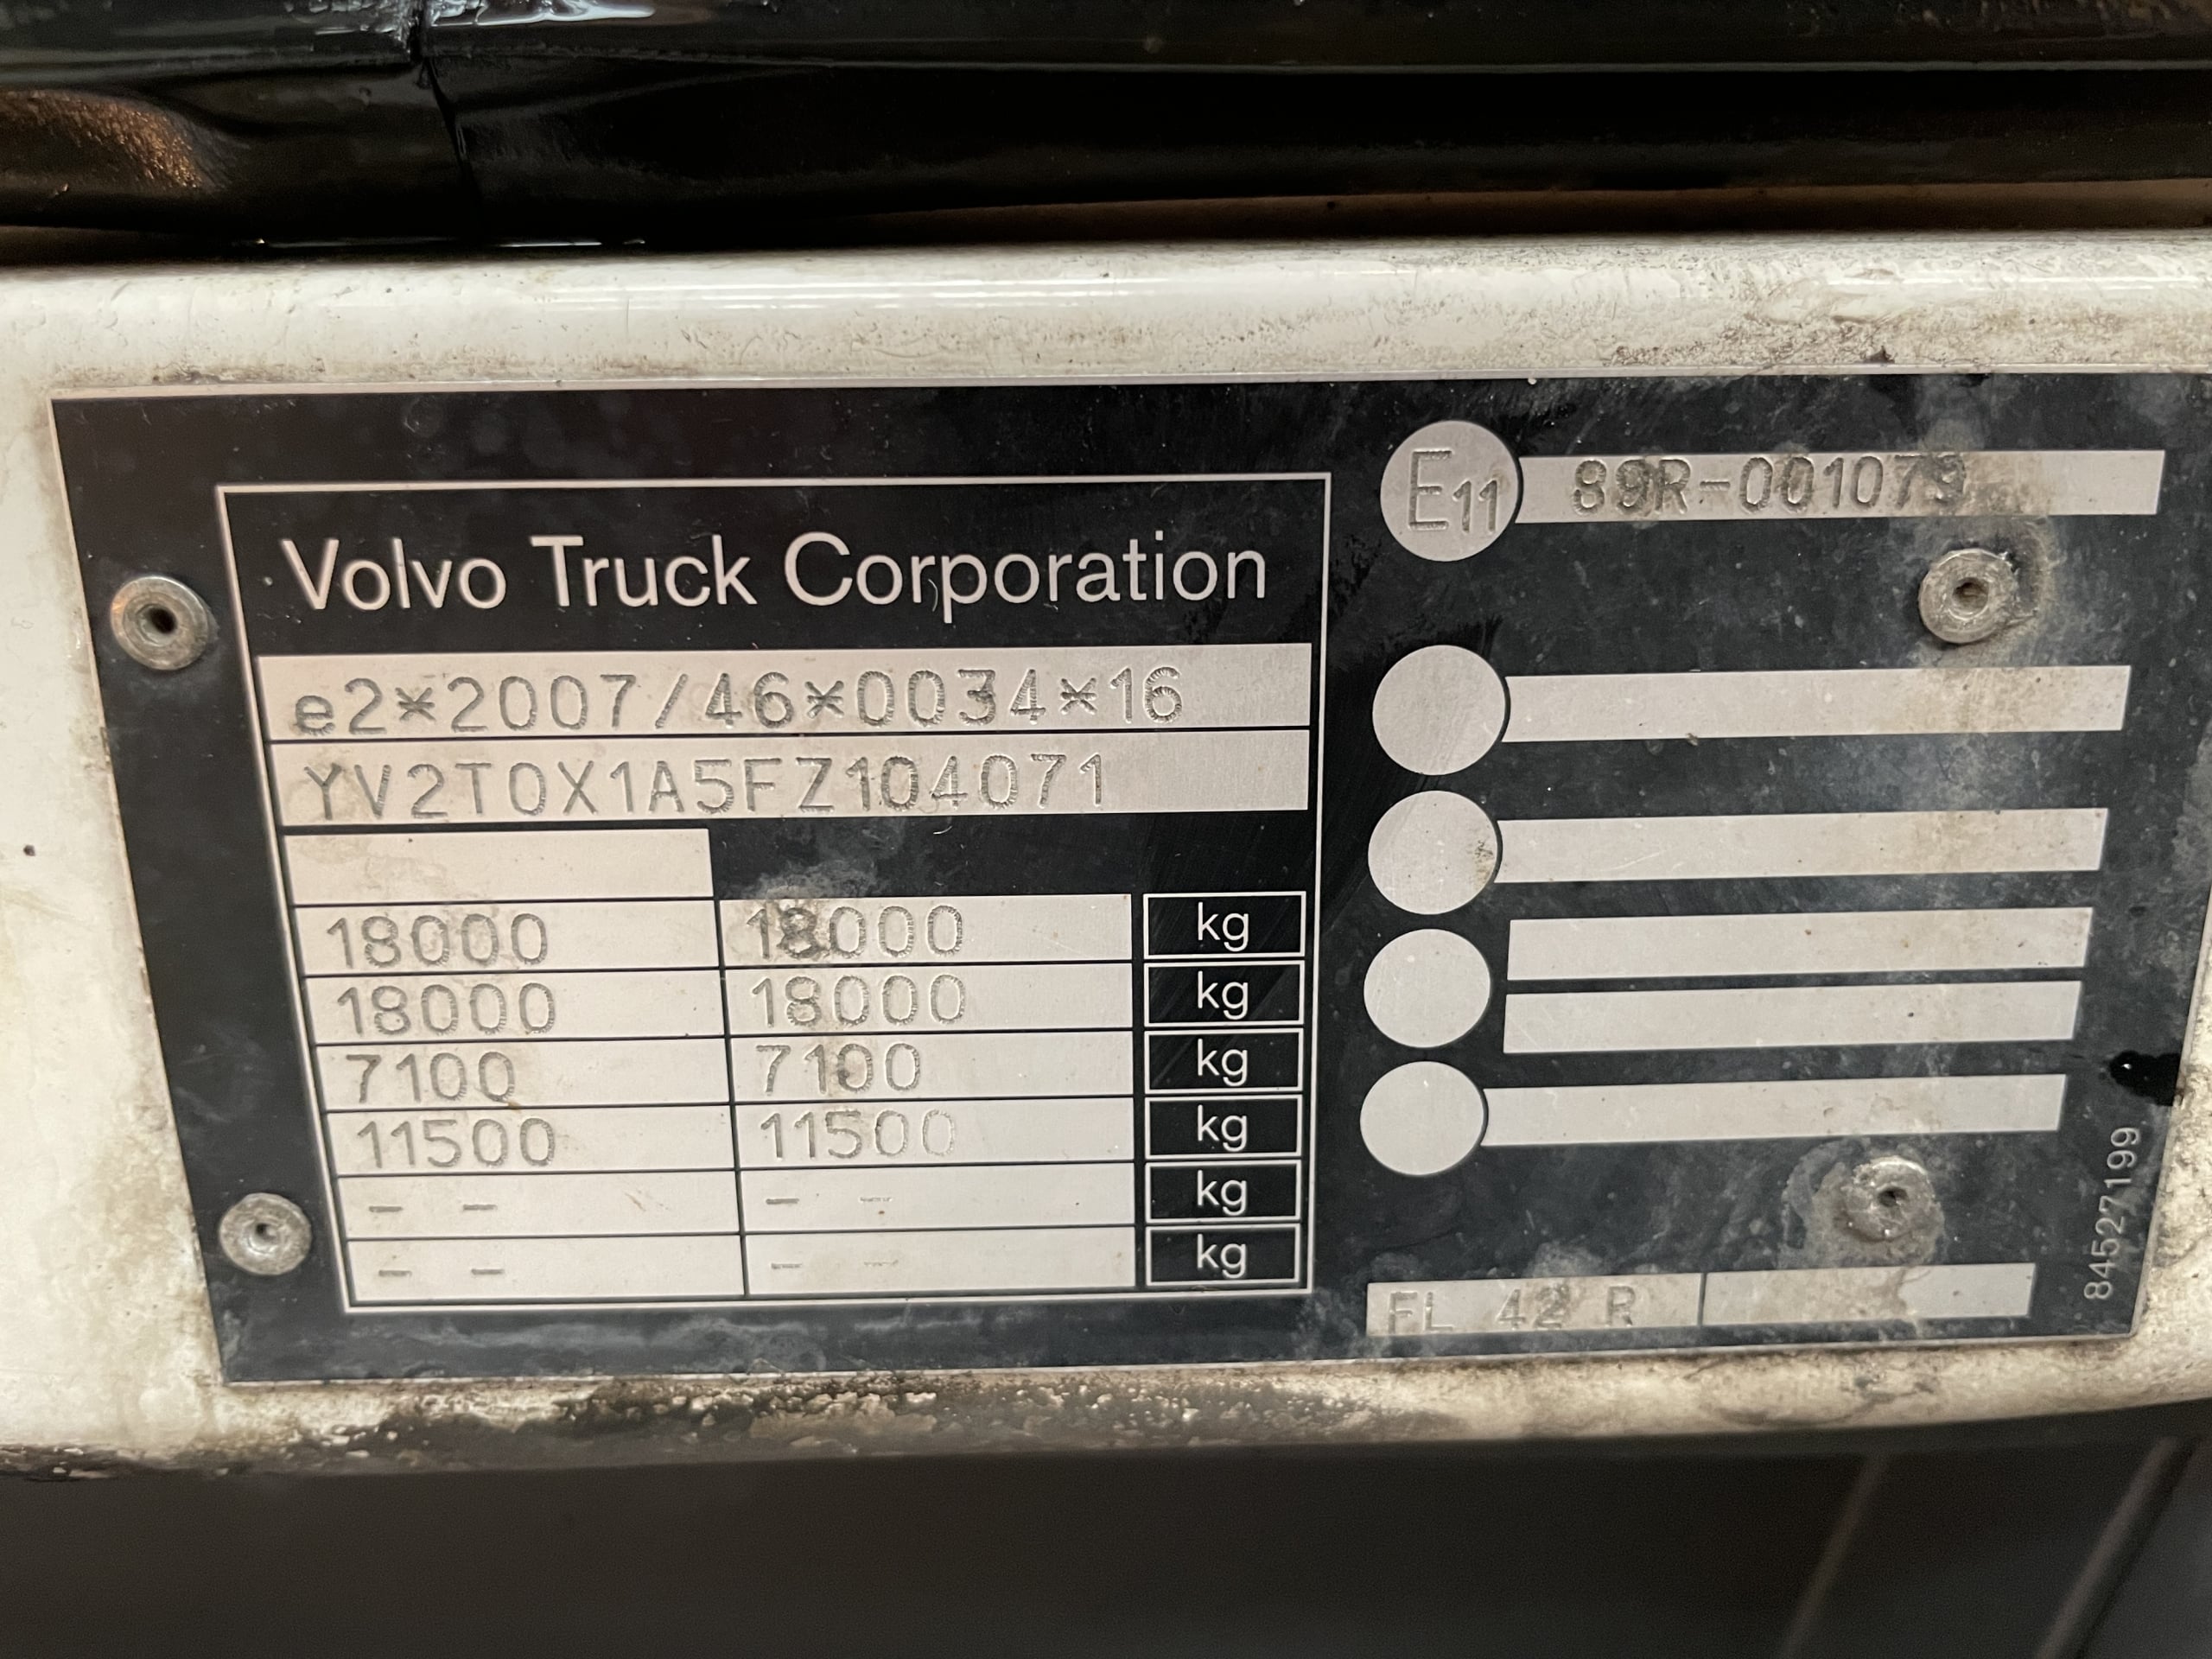 Volvo Truck Corporation
e2*2007/46*0034*16
YV2T0X1A5FZ104071
18000 18000 kg
18000 18000 kg
7100 7100 kg
11500 11500 kg
- - - - kg
- - - - kg
E11 89R-001079
FL 42 R
84527199